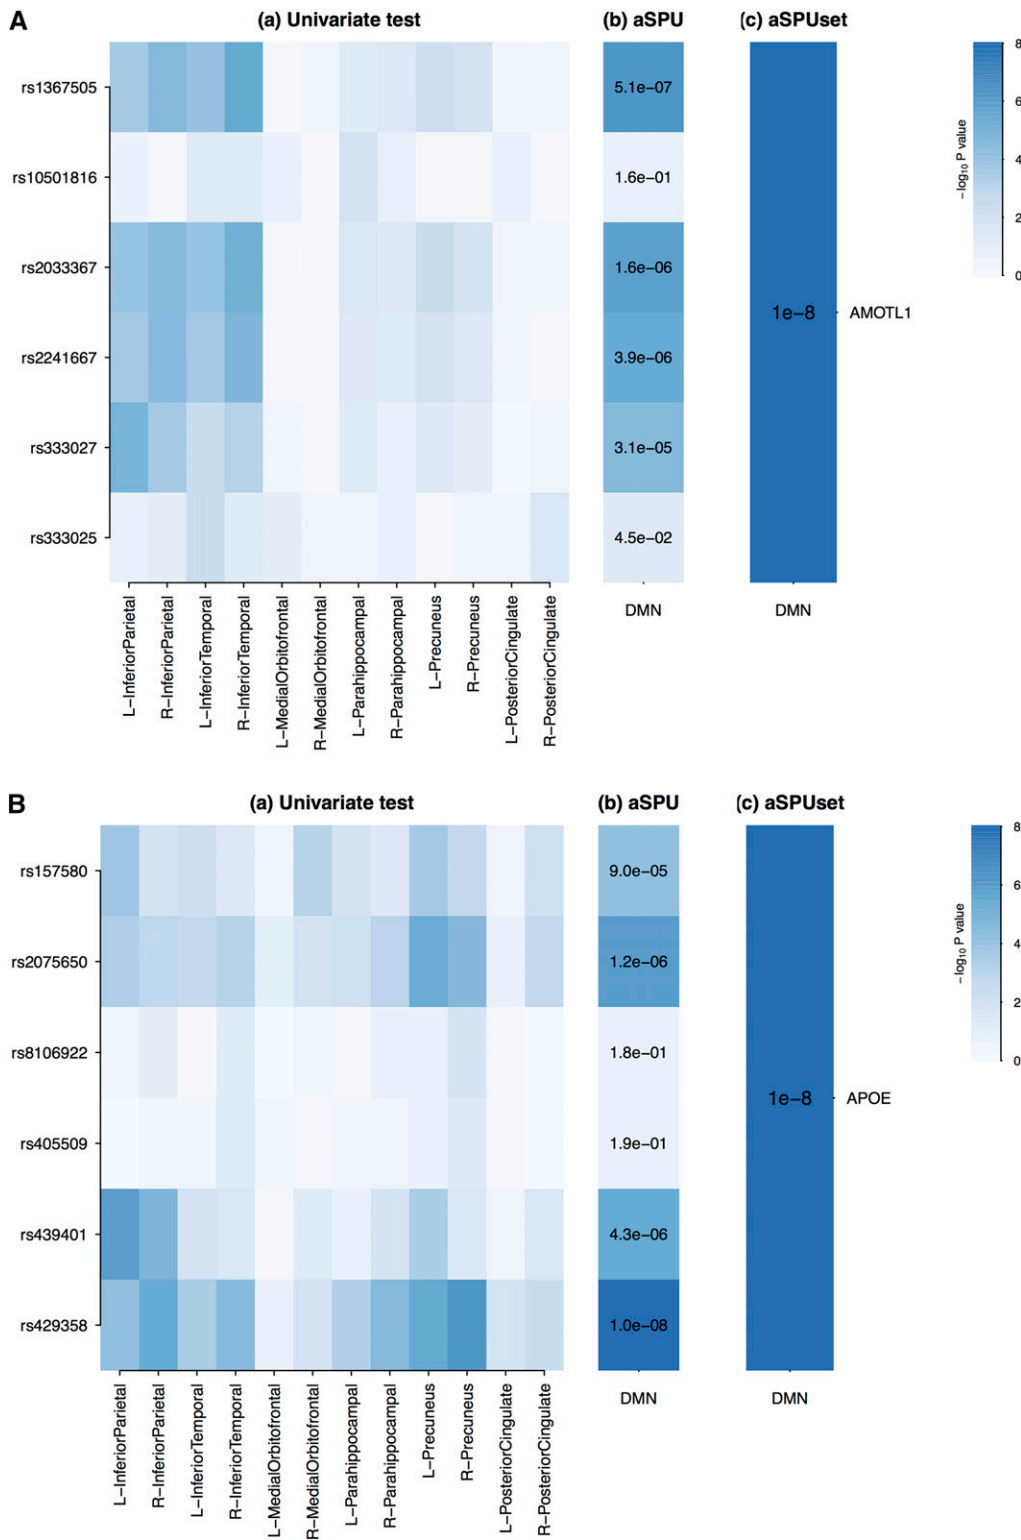 A
(a) Univariate test
(b) aSPU
(c) aSPUset
rs1367505
rs10501816
rs2033367
rs2241667
rs333027
rs333025
5.1e−07
1.6e−01
1.6e−06
3.9e−06
3.1e−05
4.5e−02
1e−8
AMOTL1
8
6
4
2
0
−log10 P value
L−InferiorParietal
R−InferiorParietal
L−InferiorTemporal
R−InferiorTemporal
L−MedialOrbitofrontal
R−MedialOrbitofrontal
L−Parahippocampal
R−Parahippocampal
L−Precuneus
R−Precuneus
L−PosteriorCingulate
R−PosteriorCingulate
DMN
DMN
B
(a) Univariate test
(b) aSPU
(c) aSPUset
rs157580
rs2075650
rs8106922
rs405509
rs439401
rs429358
9.0e−05
1.2e−06
1.8e−01
1.9e−01
4.3e−06
1.0e−08
1e−8
APOE
8
6
4
2
0
−log10 P value
L−InferiorParietal
R−InferiorParietal
L−InferiorTemporal
R−InferiorTemporal
L−MedialOrbitofrontal
R−MedialOrbitofrontal
L−Parahippocampal
R−Parahippocampal
L−Precuneus
R−Precuneus
L−PosteriorCingulate
R−PosteriorCingulate
DMN
DMN